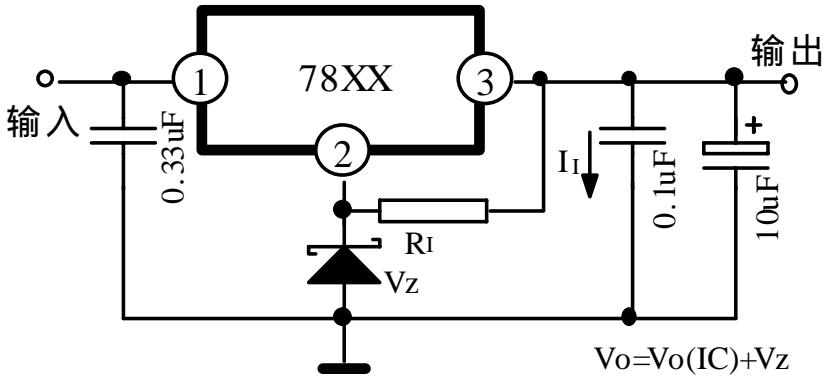 输出
1
78XX
3
输入
0.33uF
2
II
0.1uF
+
10uF
RI
Vz
Vo=Vo(IC)+Vz